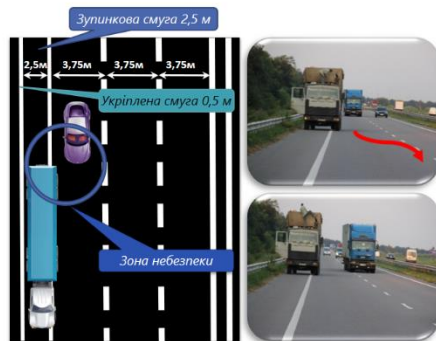 Зупинкова смуга 2,5 м
2,5м 3,75м 3,75м 3,75м
Укріплена смуга 0,5 м
Зона небезпеки